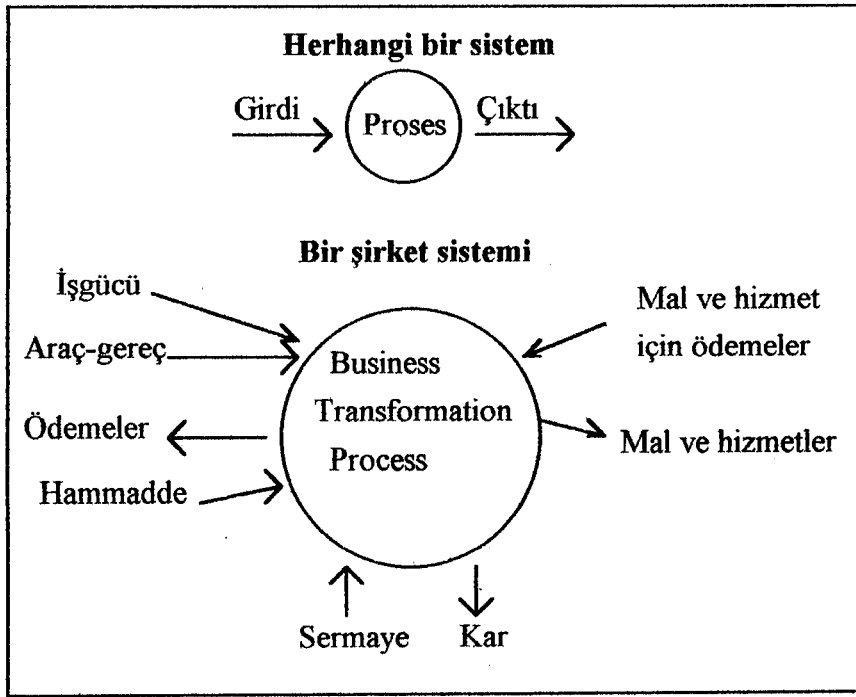 Herhangi bir sistem
Girdi
Proses
Çıktı
Bir şirket sistemi
İşgücü
Araç-gereç
Ödemeler
Hammadde
Business
Transformation
Process
Mal ve hizmet
için ödemeler
Mal ve hizmetler
Sermaye
Kar